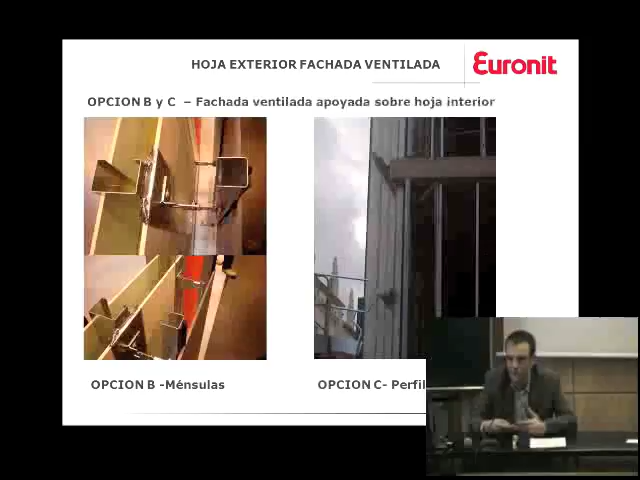 HOJA EXTERIOR FACHADA VENTILADA
Euronit
OPCION B y C – Fachada ventilada apoyada sobre hoja interior
OPCION B -Ménsulas
OPCION C- Perfil